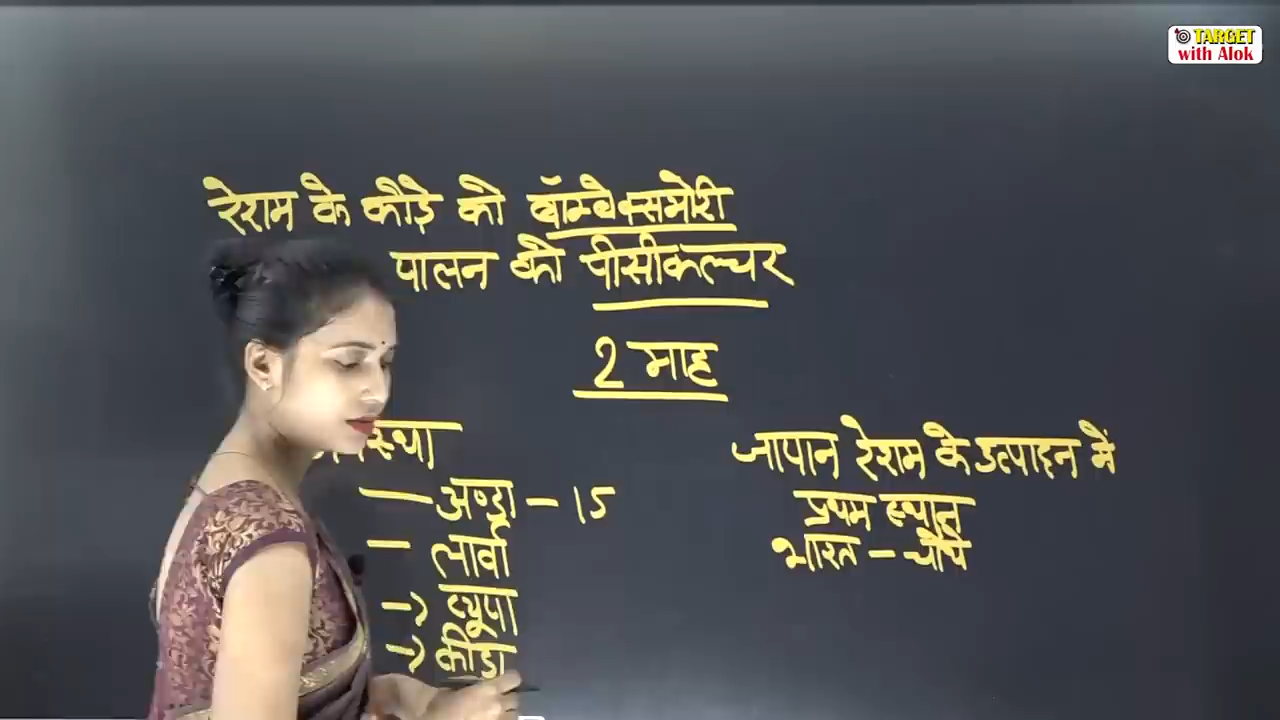 TARGET
with Alok
रेशम के कीड़े को बॉम्बैक्समोरी
पालन को पीसीकल्चर
2 माह
स्था
— अण्डा – 15
— लार्वा
→ प्यूपा
→ कीड़ा
जापान रेशम के उत्पादन में
प्रथम स्थान
भारत – चौथे